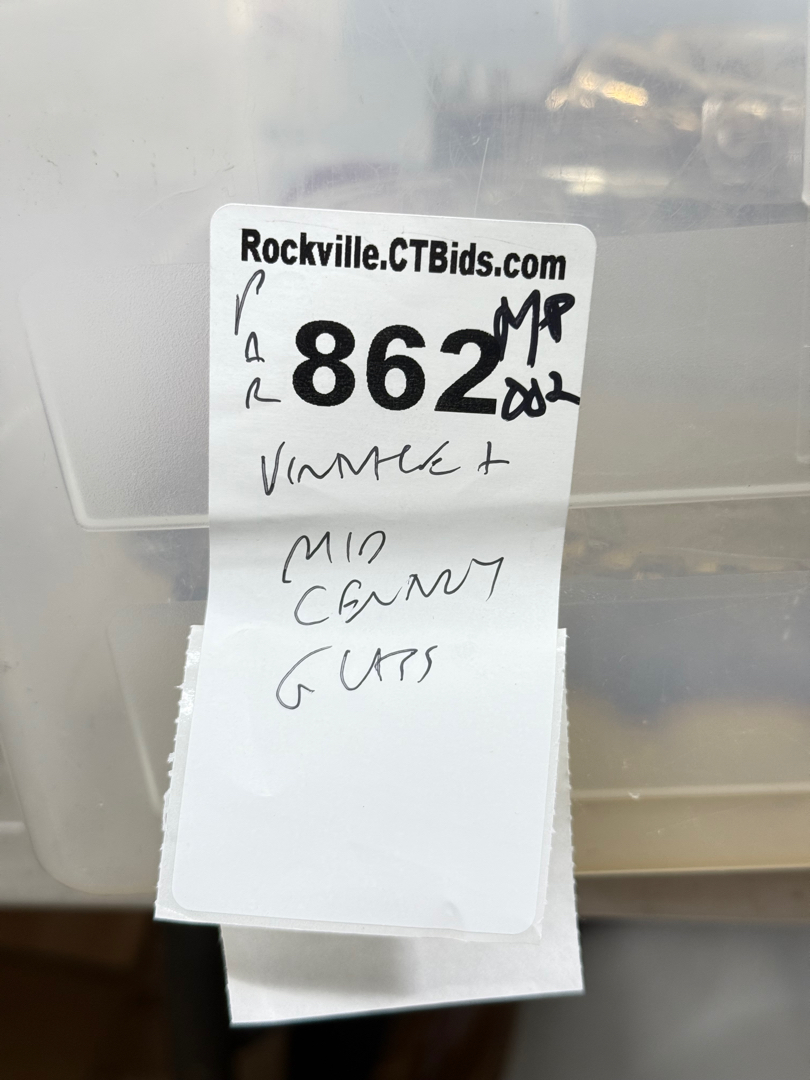 Rockville.CTBids.com
862
MP
002
VINTAGE +
MID
CENTURY
GLASS